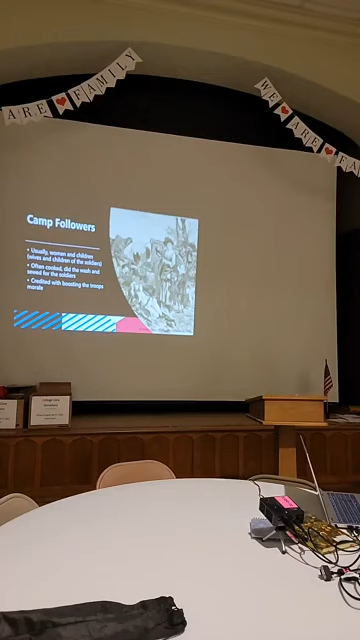 ARE ♥ FAMILY
WE ♥ ARE ♥ FA
Camp Followers
• Usually, women and children
(wives and children of the soldiers)
• Often cooked, did the wash and
sewed for the soldiers
• Credited with boosting the troops
morale